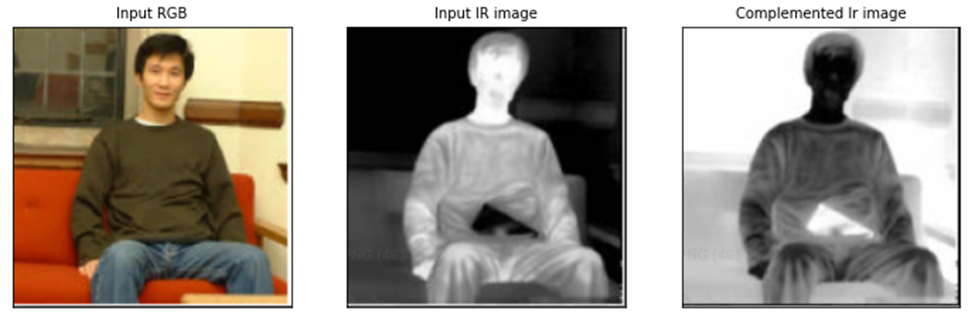 Input RGB
Input IR image
Complemented Ir image